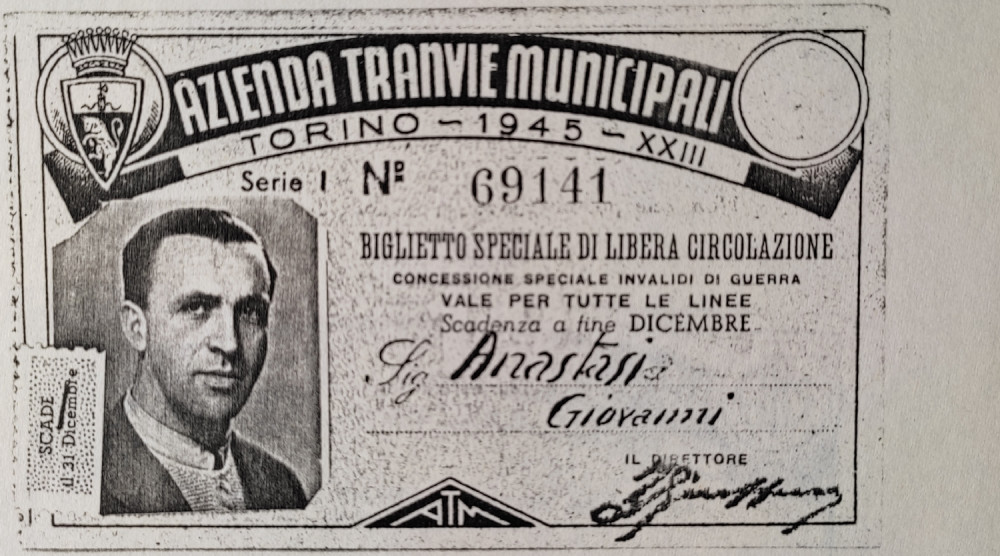 AZIENDA TRANVIE MUNICIPALI
TORINO - 1945 - XXIII
Serie I Nº 69141
BIGLIETTO SPECIALE DI LIBERA CIRCOLAZIONE
CONCESSIONE SPECIALE INVALIDI DI GUERRA
VALE PER TUTTE LE LINEE
Scadenza a fine DICEMBRE
Sig Anastasi
Giovanni
IL DIRETTORE
SCADE
il 31 Dicembre
ATM